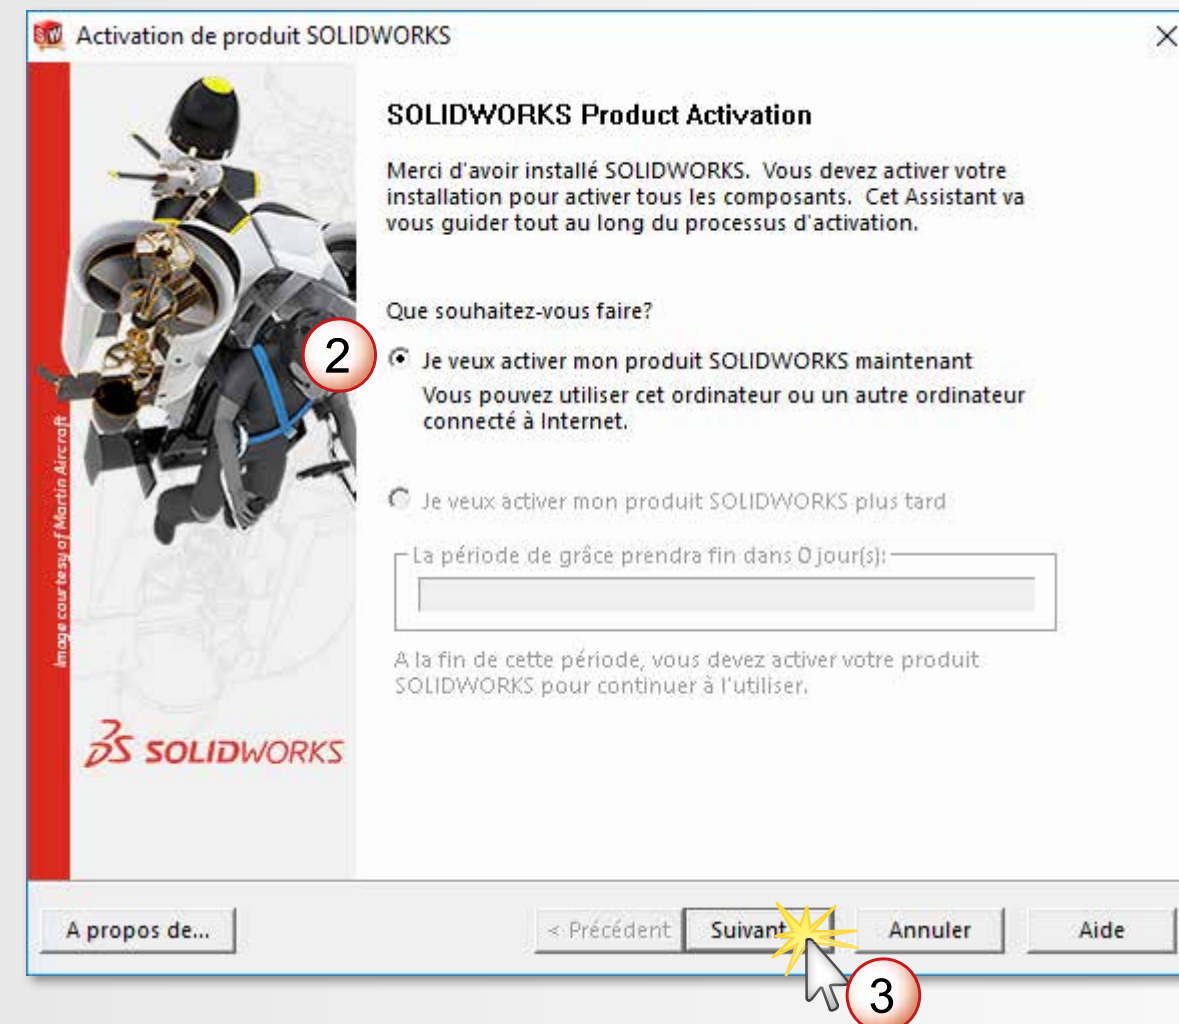 Activation de produit SOLIDWORKS
SOLIDWORKS Product Activation
Merci d'avoir installé SOLIDWORKS. Vous devez activer votre
installation pour activer tous les composants. Cet Assistant va
vous guider tout au long du processus d'activation.
Que souhaitez-vous faire?
2
Je veux activer mon produit SOLIDWORKS maintenant
Vous pouvez utiliser cet ordinateur ou un autre ordinateur
connecté à Internet.
Je veux activer mon produit SOLIDWORKS plus tard
La période de grâce prendra fin dans 0 jour(s):
A la fin de cette période, vous devez activer votre produit
SOLIDWORKS pour continuer à l'utiliser.
Image courtesy of Martin Aircraft
SOLIDWORKS
A propos de...
< Précédent
Suivant
Annuler
Aide
3